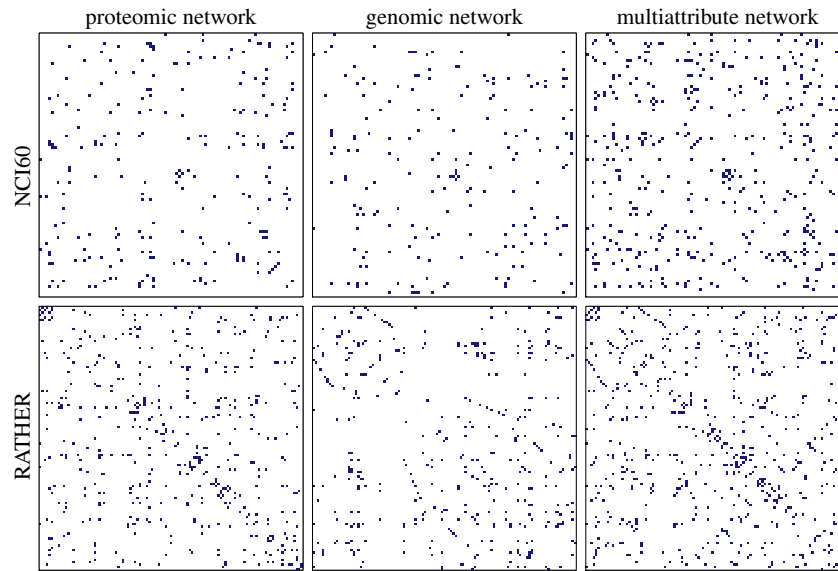 proteomic network
genomic network
multiattribute network
NCI60
RATHER